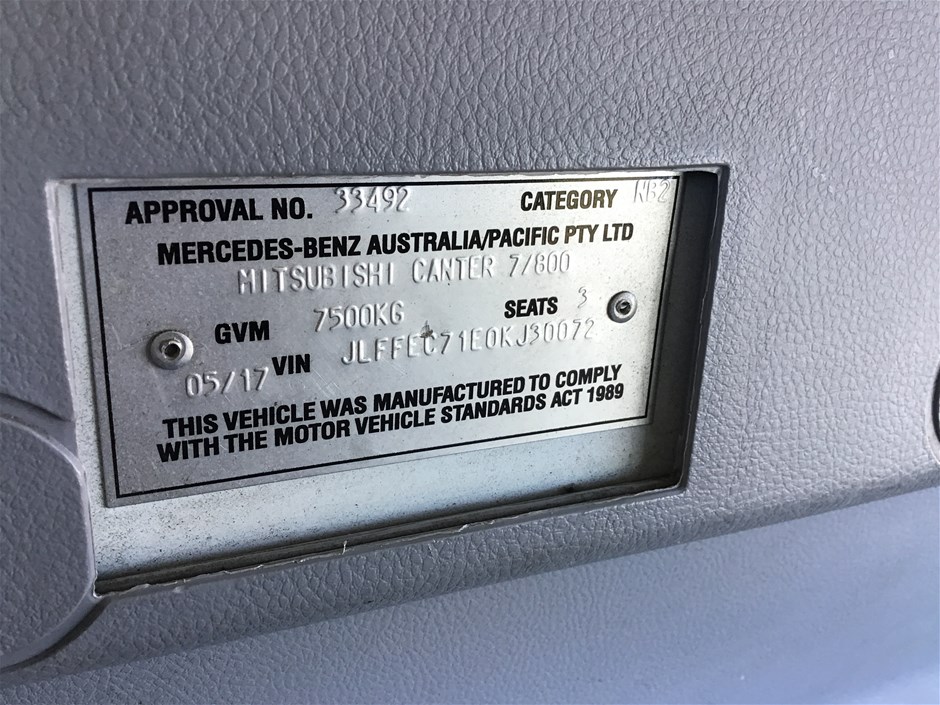 APPROVAL NO. 33492 CATEGORY NB2
MERCEDES-BENZ AUSTRALIA/PACIFIC PTY LTD
MITSUBISHI CANTER 7/800
GVM 7500KG SEATS 3
05/17 VIN JLFFEC71E0KJ30072
THIS VEHICLE WAS MANUFACTURED TO COMPLY
WITH THE MOTOR VEHICLE STANDARDS ACT 1989